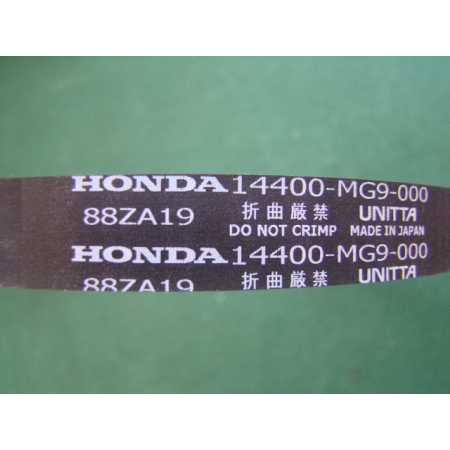 HONDA 14400-MG9-000
88ZA19 折曲厳禁 UNITTA
DO NOT CRIMP MADE IN JAPAN
HONDA 14400-MG9-000
88ZA19 折曲厳禁 UNITTA